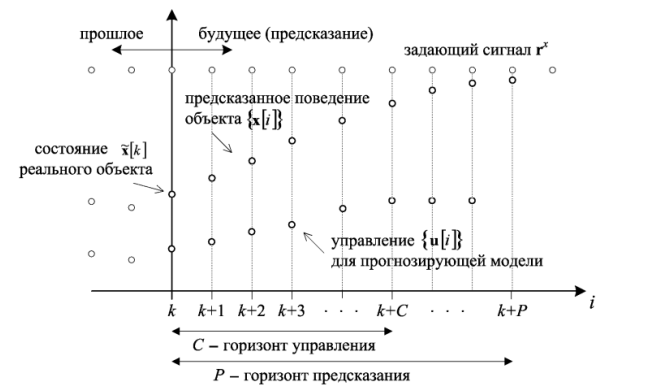 прошлое будущее (предсказание)
задающий сигнал rˣ
предсказанное поведение
объекта {x[i]}
состояние x̃[k]
реального объекта
управление {u[i]}
для прогнозирующей модели
k k+1 k+2 k+3 · · · k+C · · · k+P i
C – горизонт управления
P – горизонт предсказания